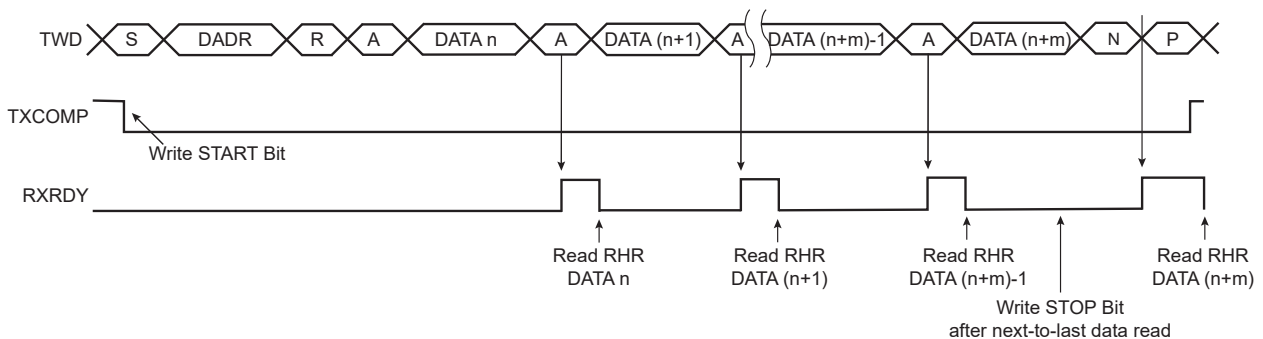 TWD S DADR R A DATA n A DATA (n+1) A DATA (n+m)-1 A DATA (n+m) N P
TXCOMP
Write START Bit
RXRDY
Read RHR Read RHR Read RHR Read RHR
DATA n DATA (n+1) DATA (n+m)-1 DATA (n+m)
Write STOP Bit
after next-to-last data read